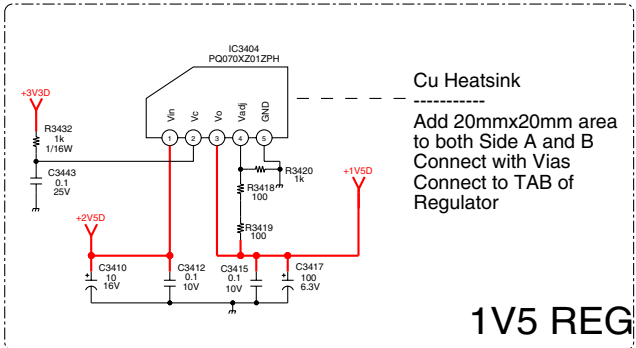 IC3404
PQ070XZ01ZPH
Vin
Vc
Vo
Vadj
GND
1
2
3
4
5
+3V3D
R3432
1k
1/16W
C3443
0.1
25V
R3420
1k
R3418
100
R3419
100
+1V5D
+2V5D
C3410
10
16V
C3412
0.1
10V
C3415
0.1
10V
C3417
100
6.3V
Cu Heatsink
-----------
Add 20mmx20mm area
to both Side A and B
Connect with Vias
Connect to TAB of
Regulator
1V5 REG